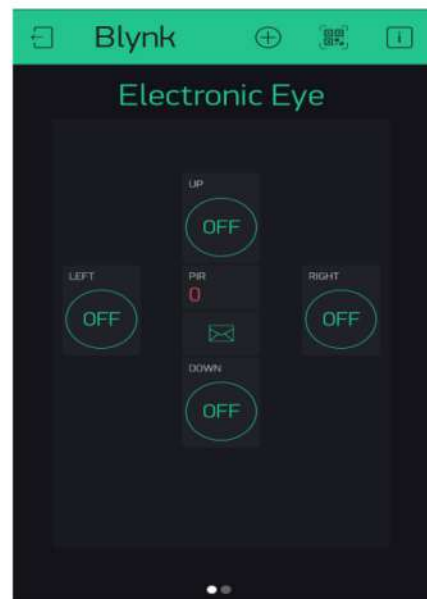 Blynk
i
Electronic Eye
UP
OFF
LEFT
OFF
PIR
0
RIGHT
OFF
DOWN
OFF